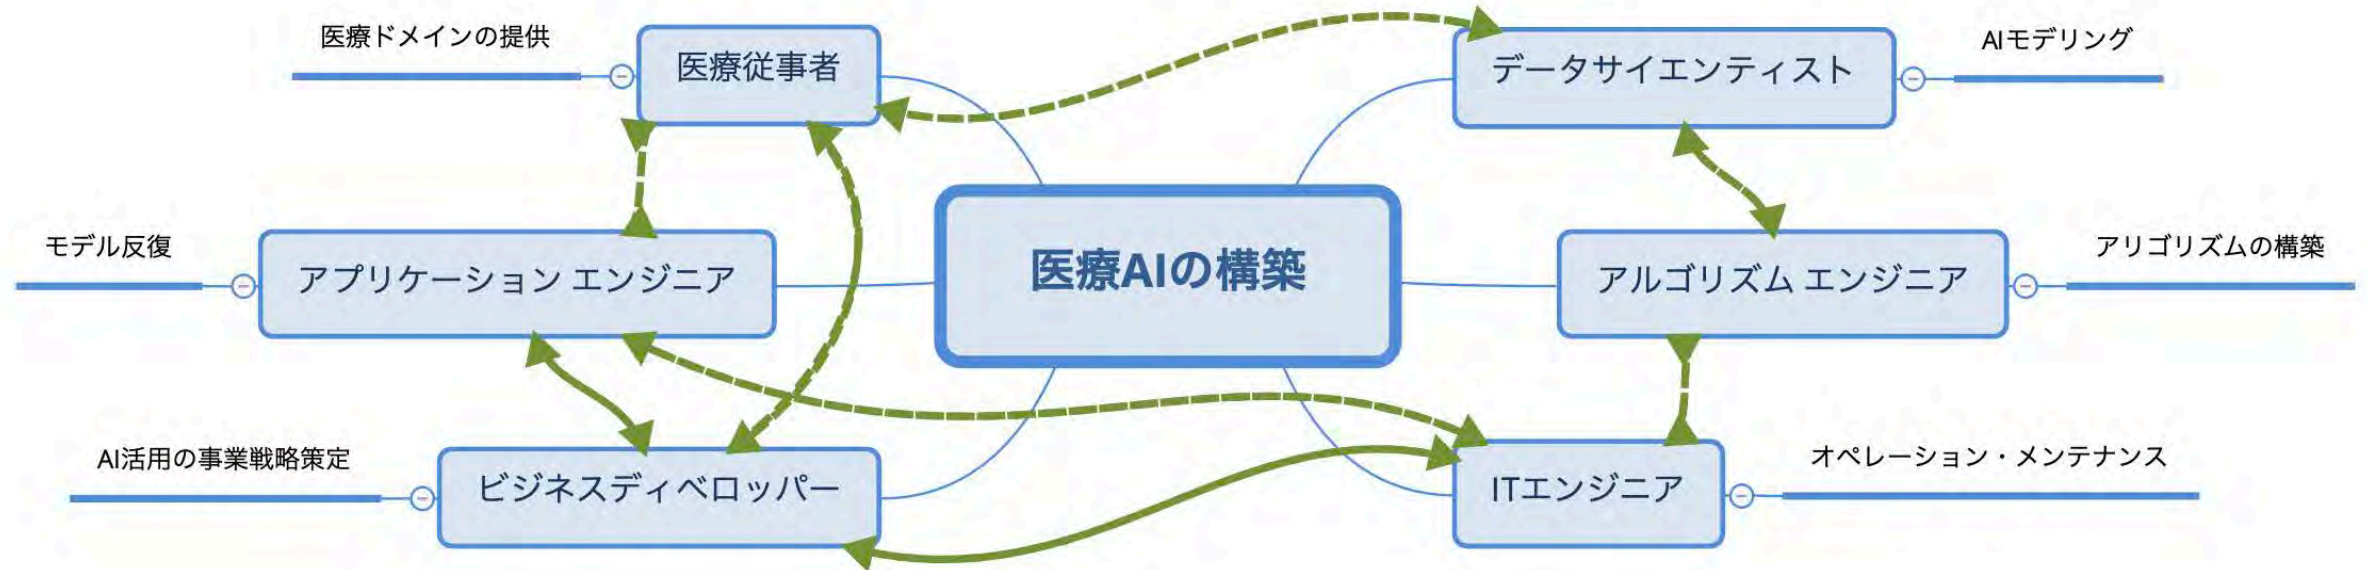 医療ドメインの提供
医療従事者
データサイエンティスト
AIモデリング
モデル反復
アプリケーション エンジニア
医療AIの構築
アルゴリズム エンジニア
アリゴリズムの構築
AI活用の事業戦略策定
ビジネスディベロッパー
ITエンジニア
オペレーション・メンテナンス